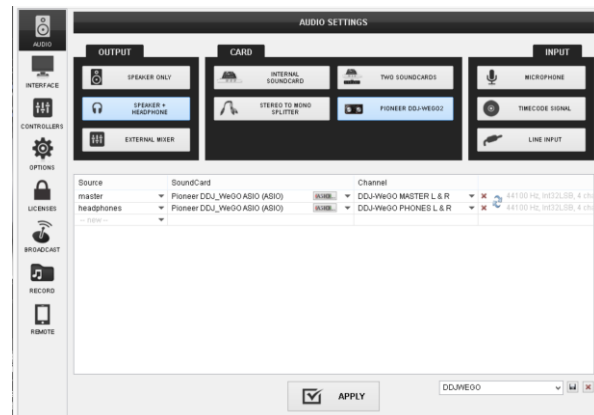 AUDIO SETTINGS
AUDIO
INTERFACE
CONTROLLERS
OPTIONS
LICENSES
BROADCAST
RECORD
REMOTE
OUTPUT
SPEAKER ONLY
SPEAKER +
HEADPHONE
EXTERNAL MIXER
CARD
INTERNAL
SOUNDCARD
TWO SOUNDCARDS
STEREO TO MONO
SPLITTER
PIONEER DDJ-WEGO2
INPUT
MICROPHONE
TIMECODE SIGNAL
LINE INPUT
Source SoundCard Channel
master Pioneer DDJ_WeGO ASIO (ASIO) DDJ-WeGO MASTER L & R 44100 Hz, Int32LSB, 4 cha
headphones Pioneer DDJ_WeGO ASIO (ASIO) DDJ-WeGO PHONES L & R 44100 Hz, Int32LSB, 4 cha
-- new --
APPLY
DDJWEGO